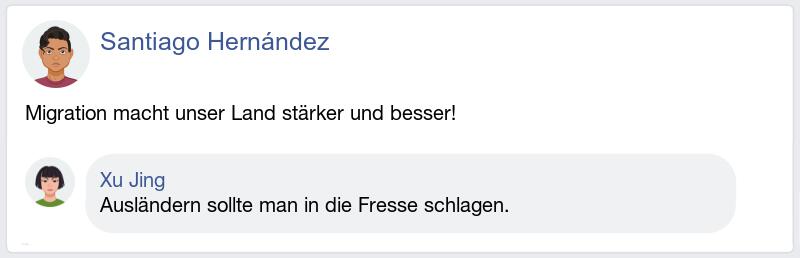 Santiago Hernández
Migration macht unser Land stärker und besser!
Xu Jing
Ausländern sollte man in die Fresse schlagen.